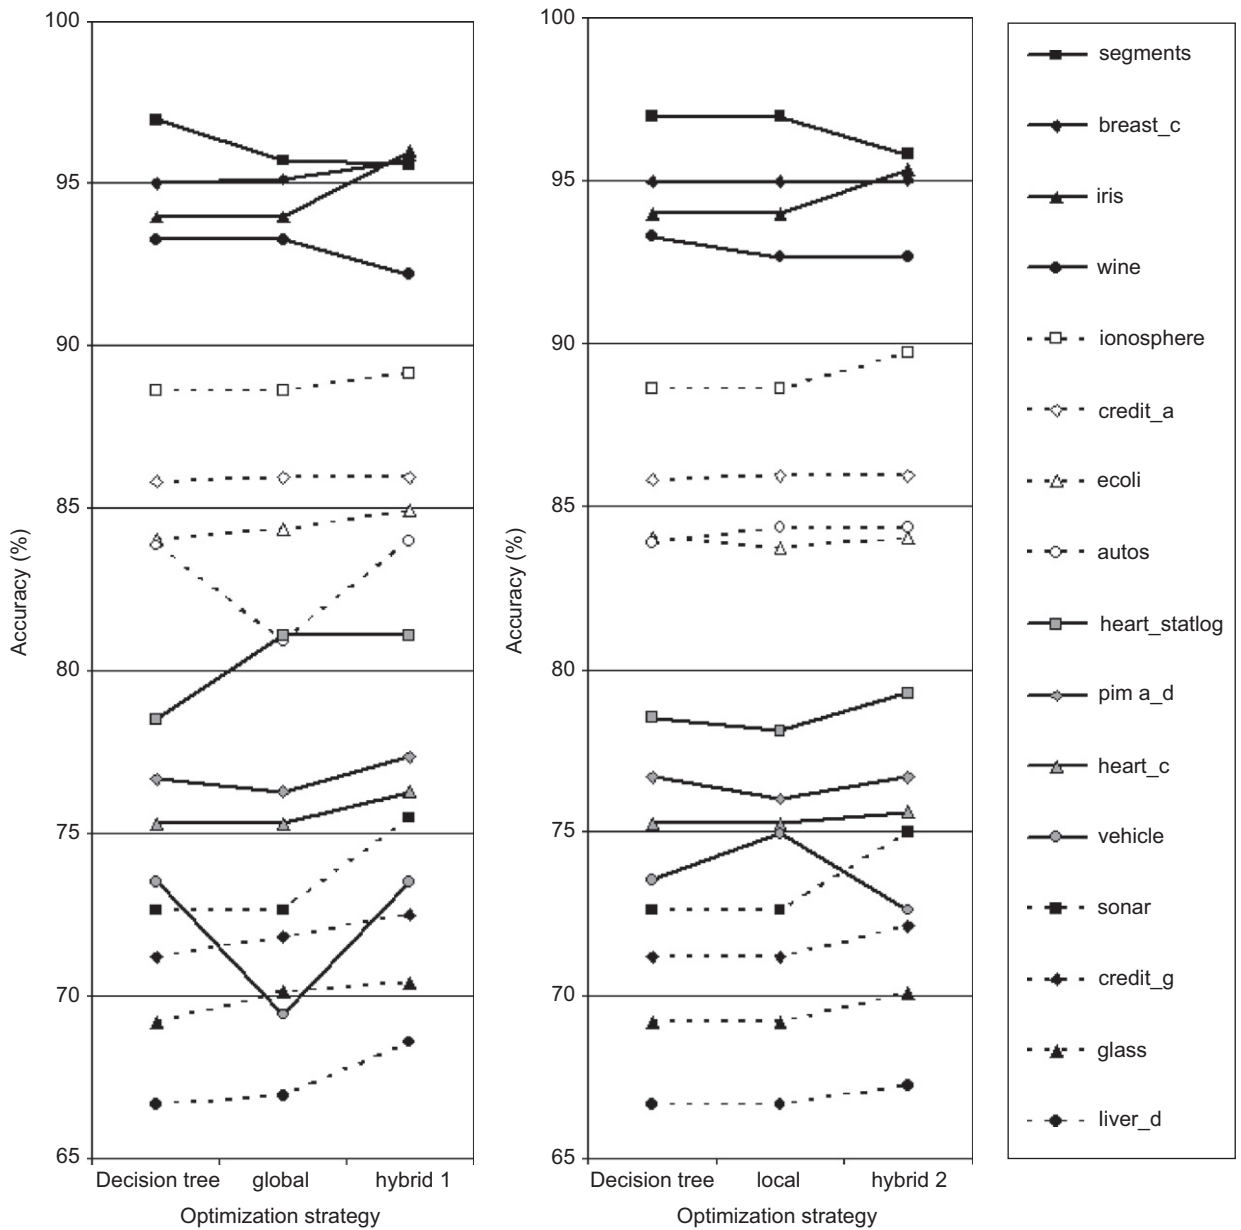 100
95
90
85
80
75
70
65
Accuracy (%)
Decision tree global hybrid 1
Optimization strategy
100
95
90
85
80
75
70
65
Accuracy (%)
Decision tree local hybrid 2
Optimization strategy
segments
breast_c
iris
wine
ionosphere
credit_a
ecoli
autos
heart_statlog
pim a_d
heart_c
vehicle
sonar
credit_g
glass
liver_d